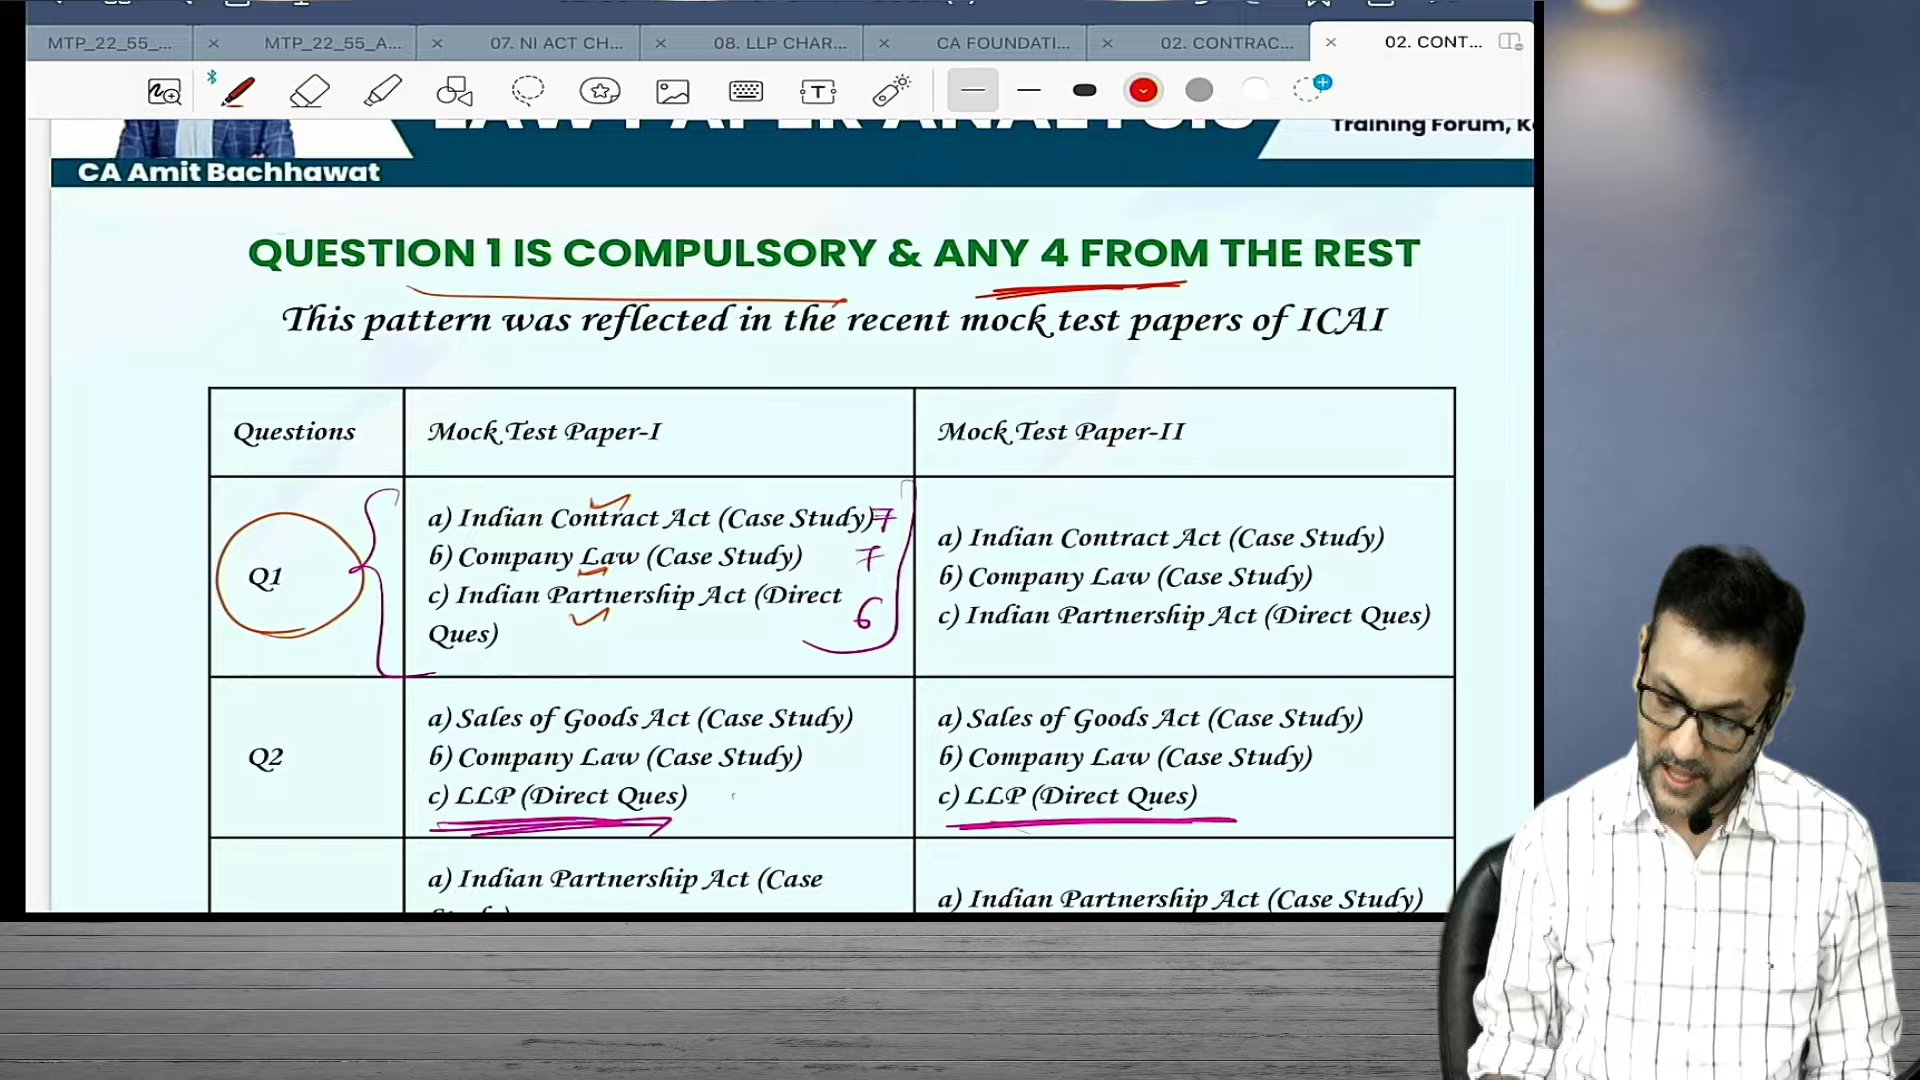 MTP_22_55_...
MTP_22_55_A...
07. NI ACT CH...
08. LLP CHAR...
CA FOUNDATI...
02. CONTRAC...
02. CONT...
T
LAW PAPER ANALYSIS
Training Forum, K
CA Amit Bachhawat
QUESTION 1 IS COMPULSORY & ANY 4 FROM THE REST
This pattern was reflected in the recent mock test papers of ICAI
Questions
Mock Test Paper-I
Mock Test Paper-II
Q1
a) Indian Contract Act (Case Study) 7
b) Company Law (Case Study) 7
c) Indian Partnership Act (Direct 6
Ques)
a) Indian Contract Act (Case Study)
b) Company Law (Case Study)
c) Indian Partnership Act (Direct Ques)
Q2
a) Sales of Goods Act (Case Study)
b) Company Law (Case Study)
c) LLP (Direct Ques)
a) Sales of Goods Act (Case Study)
b) Company Law (Case Study)
c) LLP (Direct Ques)
a) Indian Partnership Act (Case
a) Indian Partnership Act (Case Study)